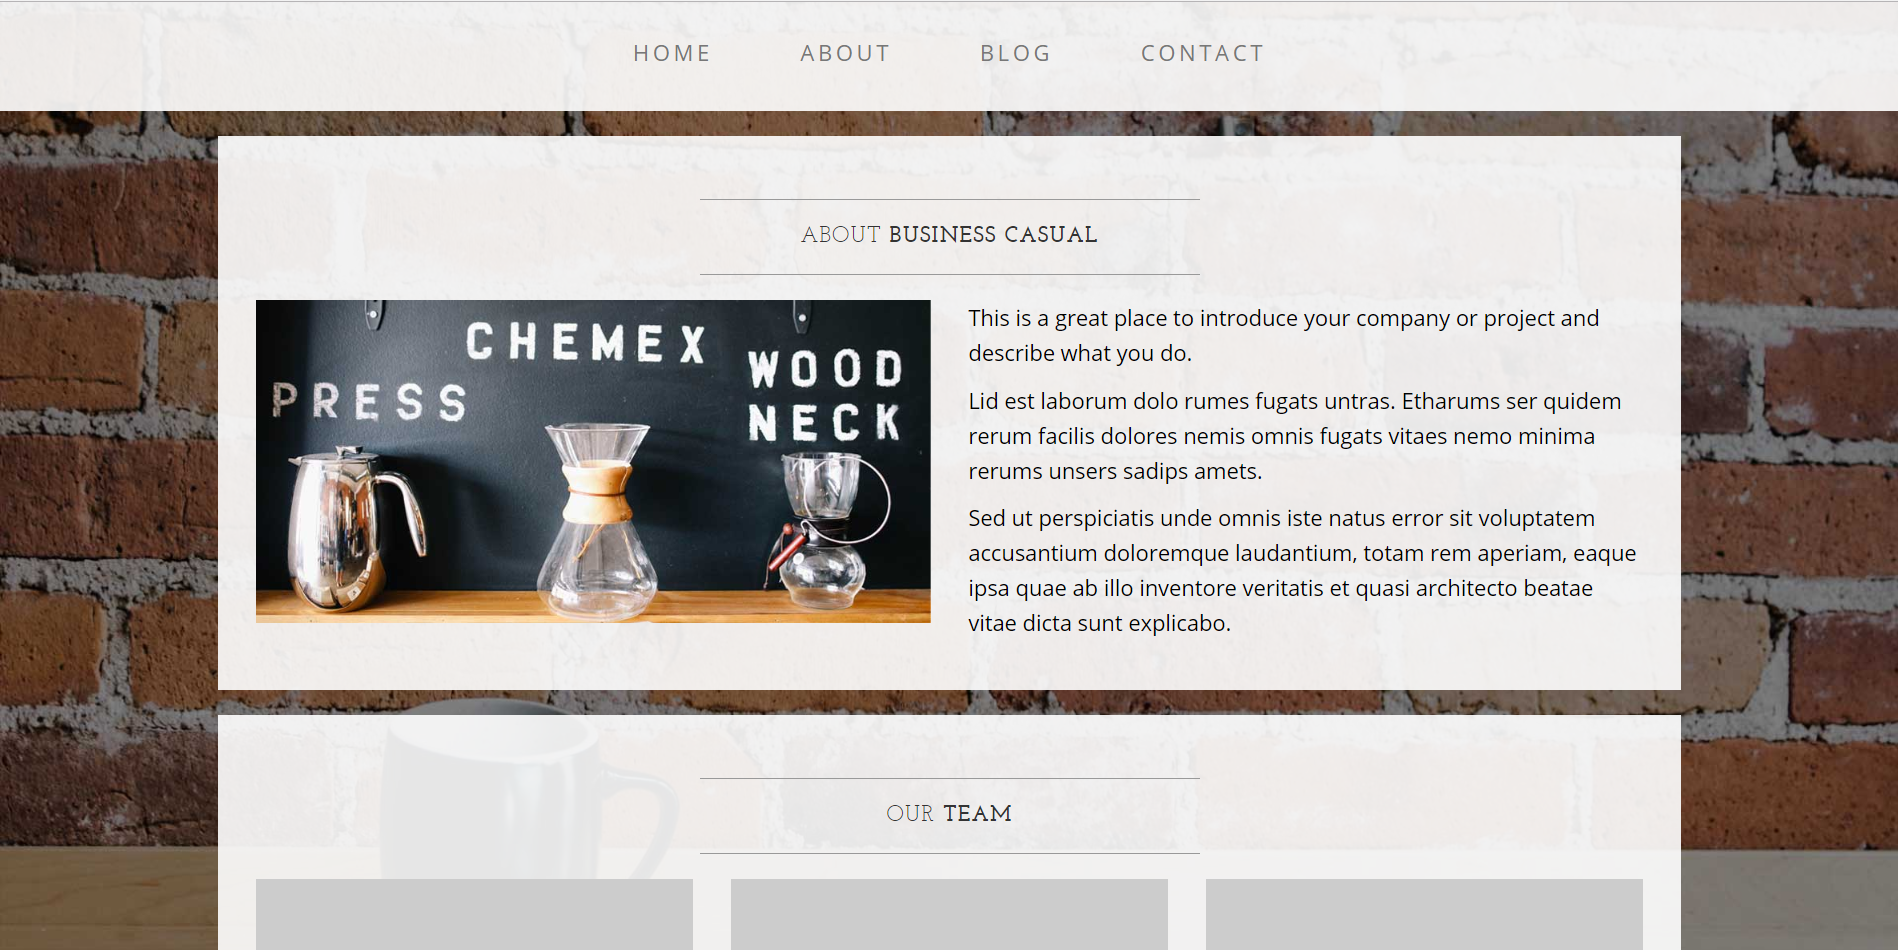 HOME ABOUT BLOG CONTACT
ABOUT BUSINESS CASUAL
CHEMEX
PRESS
WOOD
NECK
This is a great place to introduce your company or project and
describe what you do.
Lid est laborum dolo rumes fugats untras. Etharums ser quidem
rerum facilis dolores nemis omnis fugats vitaes nemo minima
rerums unsers sadips amets.
Sed ut perspiciatis unde omnis iste natus error sit voluptatem
accusantium doloremque laudantium, totam rem aperiam, eaque
ipsa quae ab illo inventore veritatis et quasi architecto beatae
vitae dicta sunt explicabo.
OUR TEAM